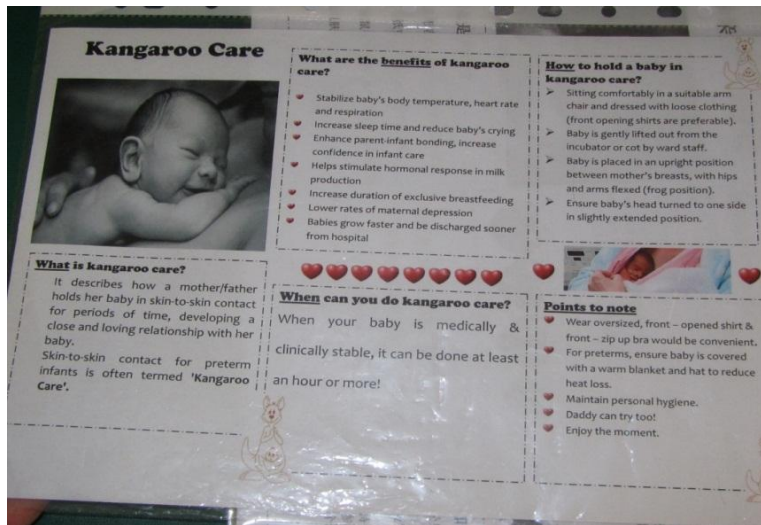 Kangaroo Care
What is kangaroo care?
It describes how a mother/father
holds her baby in skin-to-skin contact
for periods of time, developing a
close and loving relationship with her
baby.
Skin-to-skin contact for preterm
infants is often termed 'Kangaroo
Care'.
What are the benefits of kangaroo
care?
Stabilize baby's body temperature, heart rate
and respiration
Increase sleep time and reduce baby's crying
Enhance parent-infant bonding, increase
confidence in infant care
Helps stimulate hormonal response in milk
production
Increase duration of exclusive breastfeeding
Lower rates of maternal depression
Babies grow faster and be discharged sooner
from hospital
When can you do kangaroo care?
When your baby is medically &
clinically stable, it can be done at least
an hour or more!
How to hold a baby in
kangaroo care?
Sitting comfortably in a suitable arm
chair and dressed with loose clothing
(front opening shirts are preferable).
Baby is gently lifted out from the
incubator or cot by ward staff.
Baby is placed in an upright position
between mother's breasts, with hips
and arms flexed (frog position).
Ensure baby's head turned to one side
in slightly extended position.
Points to note
Wear oversized, front – opened shirt &
front – zip up bra would be convenient.
For preterms, ensure baby is covered
with a warm blanket and hat to reduce
heat loss.
Maintain personal hygiene.
Daddy can try too!
Enjoy the moment.